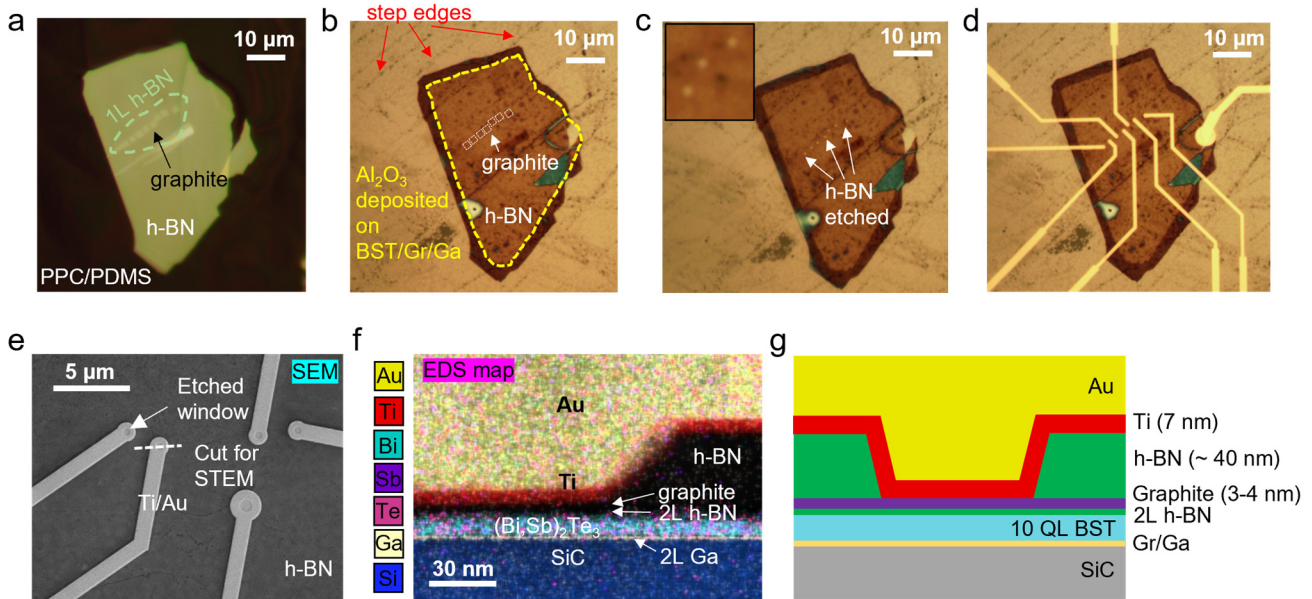 a
10 µm
1L h-BN
graphite
h-BN
PPC/PDMS
b
step edges
10 µm
graphite
Al₂O₃
deposited
on
BST/Gr/Ga
h-BN
c
10 µm
h-BN
etched
d
10 µm
e
5 µm
SEM
Etched
window
Cut for
STEM
Ti/Au
h-BN
f
Au
Ti
Bi
Sb
Te
Ga
Si
EDS map
Au
h-BN
Ti
graphite
2L h-BN
(Bi,Sb)₂Te₃
SiC
2L Ga
30 nm
g
Au
Ti (7 nm)
h-BN (~ 40 nm)
Graphite (3-4 nm)
2L h-BN
10 QL BST
Gr/Ga
SiC